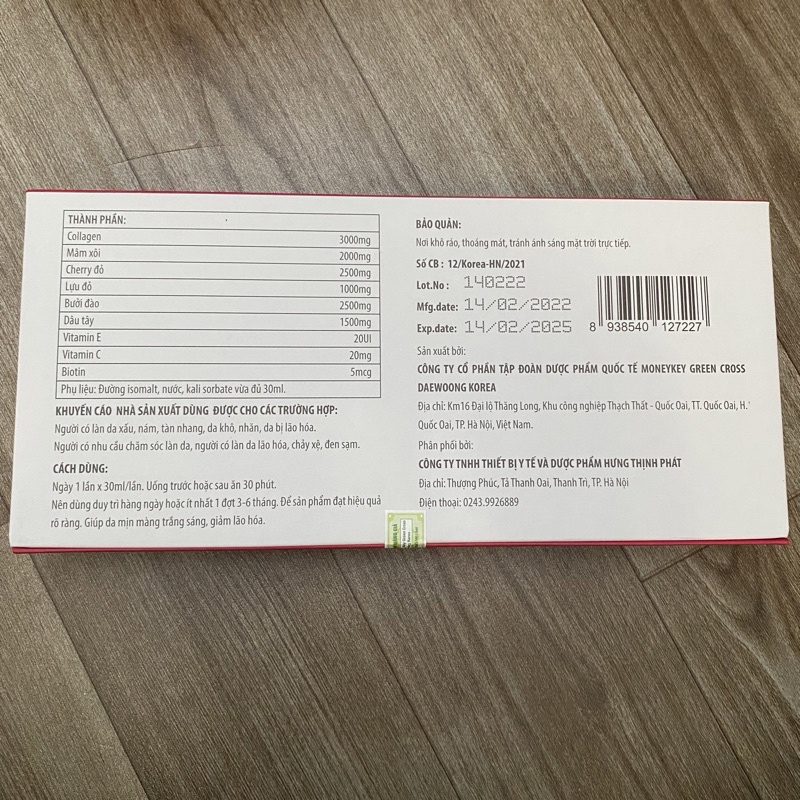 THÀNH PHẦN:
Collagen 3000mg
Mâm xôi 2000mg
Cherry đỏ 2500mg
Lựu đỏ 1000mg
Bưởi đào 2500mg
Dâu tây 1500mg
Vitamin E 20UI
Vitamin C 20mg
Biotin 5mcg
Phụ liệu: Đường isomalt, nước, kali sorbate vừa đủ 30ml.
KHUYẾN CÁO NHÀ SẢN XUẤT DÙNG ĐƯỢC CHO CÁC TRƯỜNG HỢP:
Người có làn da xấu, nám, tàn nhang, da khô, nhăn, da bị lão hóa.
Người có nhu cầu chăm sóc làn da, người có làn da lão hóa, chảy xệ, đen sạm.
CÁCH DÙNG:
Ngày 1 lần x 30ml/lần. Uống trước hoặc sau ăn 30 phút.
Nên dùng duy trì hàng ngày hoặc ít nhất 1 đợt 3-6 tháng. Để sản phẩm đạt hiệu quả
rõ ràng. Giúp da mịn màng trắng sáng, giảm lão hóa.
BẢO QUẢN:
Nơi khô ráo, thoáng mát, tránh ánh sáng mặt trời trực tiếp.
Số CB : 12/Korea-HN/2021
Lot.No : 140222
Mfg.date: 14/02/2022
Exp.date: 14/02/2025
8 938540 127227
Sản xuất bởi:
CÔNG TY CỔ PHẦN TẬP ĐOÀN DƯỢC PHẨM QUỐC TẾ MONEYKEY GREEN CROSS
DAEWOONG KOREA
Địa chỉ: Km16 Đại lộ Thăng Long, Khu công nghiệp Thạch Thất - Quốc Oai, TT. Quốc Oai, H.
Quốc Oai, TP. Hà Nội, Việt Nam.
Phân phối bởi:
CÔNG TY TNHH THIẾT BỊ Y TẾ VÀ DƯỢC PHẨM HƯNG THỊNH PHÁT
Địa chỉ: Thượng Phúc, Tả Thanh Oai, Thanh Trì, TP. Hà Nội
Điện thoại: 0243.9926889